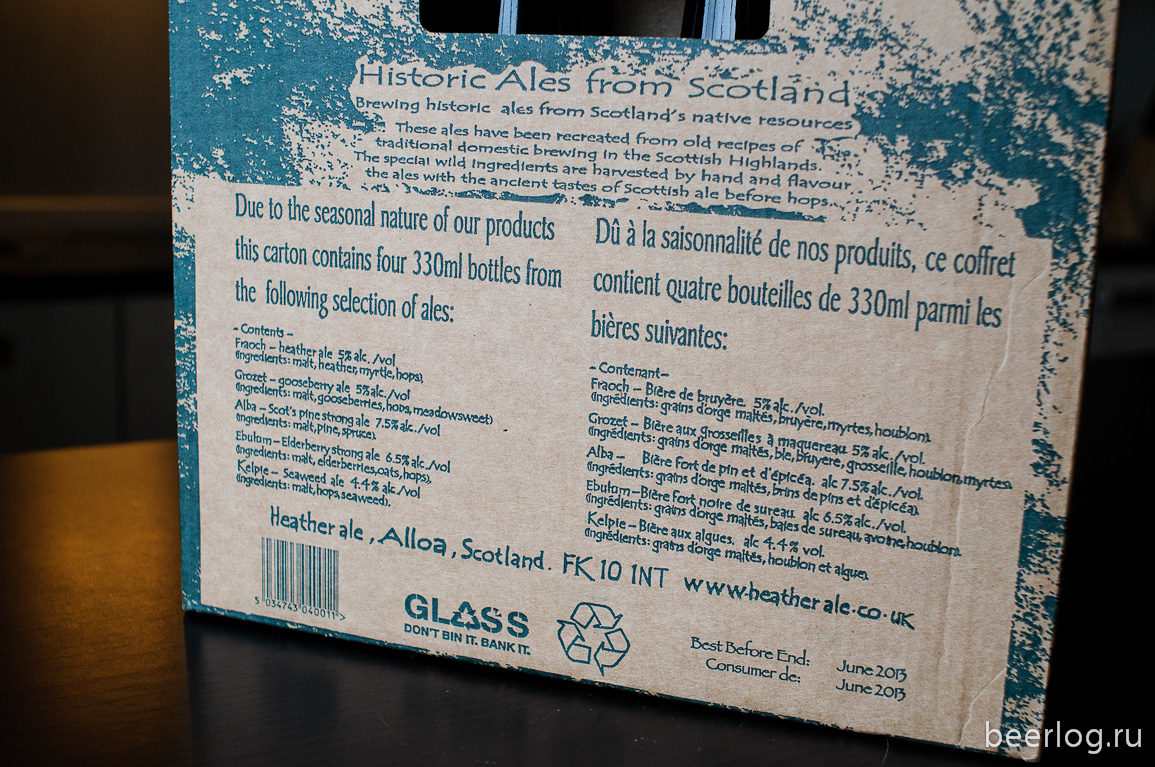 Historic Ales from Scotland
Brewing historic ales from Scotland's native resources
These ales have been recreated from old recipes of
traditional domestic brewing in the Scottish Highlands.
The special wild ingredients are harvested by hand and flavour
the ales with the ancient tastes of Scottish ale before hops.
Due to the seasonal nature of our products
this carton contains four 330ml bottles from
the following selection of ales:
- Contents -
Fraoch - heather ale 5% alc. /vol
(Ingredients: malt, heather, myrtle, hops).
Grozet - gooseberry ale 5% alc. /vol
(Ingredients: malt, gooseberries, hops, meadowsweet)
Alba - Scot's pine strong ale 7.5% alc. /vol
(Ingredients: malt, pine, spruce).
Ebulum - Elderberry strong ale 6.5% alc. /vol
(Ingredients: malt, elderberries, oats, hops).
Kelpie - Seaweed ale 4.4% alc. /vol
(Ingredients: malt, hops, seaweed).
Dû à la saisonnalité de nos produits, ce coffret
contient quatre bouteilles de 330ml parmi les
bières suivantes:
- Contenant-
Fraoch - Bière de bruyère. 5% alc. /vol.
(Ingrédients: grains d'orge maltés, bruyère, myrtes, houblon).
Grozet - Bière aux grosseilles à maquereau. 5% alc. /vol.
(Ingrédients: grains d'orge maltés, ble, bruyere, grosseille, houblon, myrtes.
Alba - Bière fort de pin et d'épicéa. alc 7.5% alc. /vol.
(Ingrédients: grains d'orge maltés, brins de pins et d'épicéa).
Ebulum - Bière fort noire de sureau. alc 6.5% alc. /vol.
(Ingrédients: grains d'orge maltés, baies de sureau, avoine, houblon).
Kelpie - Bière aux algues. alc 4.4% vol.
(Ingrédients: grains d'orge maltés, houblon et algue).
Heather ale , Alloa , Scotland. FK10 1NT www.heatherale.co.uk
5 034743 040011 >
GLASS
DON'T BIN IT. BANK IT.
Best Before End: June 2013
Consumer de: June 2013
beerlog.ru